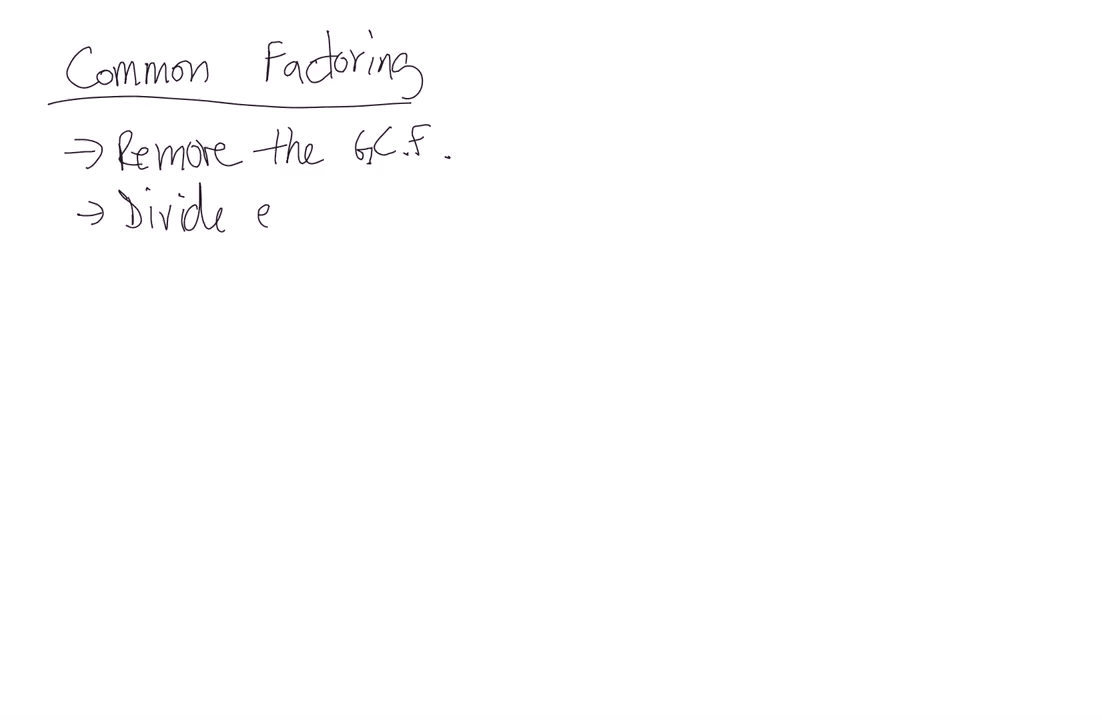 Common Factoring
→ Remove the G.C.F.
→ Divide e